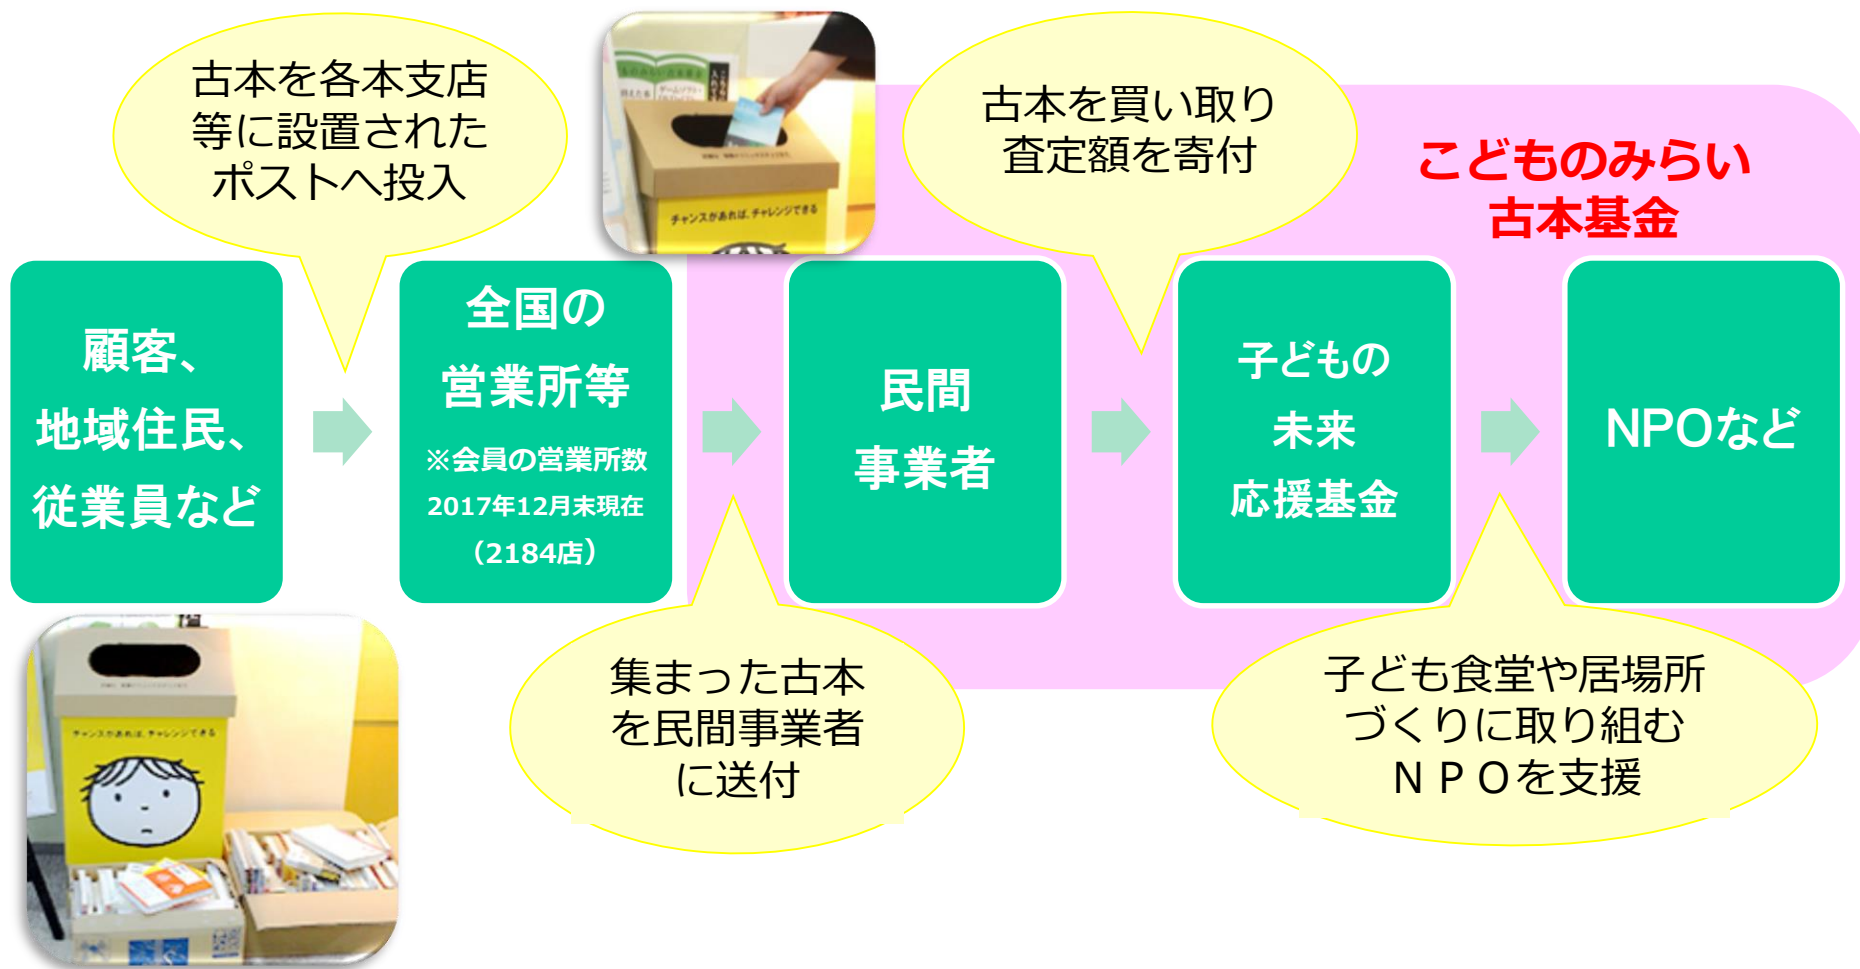 古本を各本支店
等に設置された
ポストへ投入
チャンスがあれば、チャレンジできる
古本を買い取り
査定額を寄付
こどものみらい
古本基金
顧客、
地域住民、
従業員など
全国の
営業所等
※会員の営業所数
2017年12月末現在
（2184店）
民間
事業者
子どもの
未来
応援基金
NPOなど
チャンスがあれば、チャレンジできる
集まった古本
を民間事業者
に送付
子ども食堂や居場所
づくりに取り組む
ＮＰＯを支援